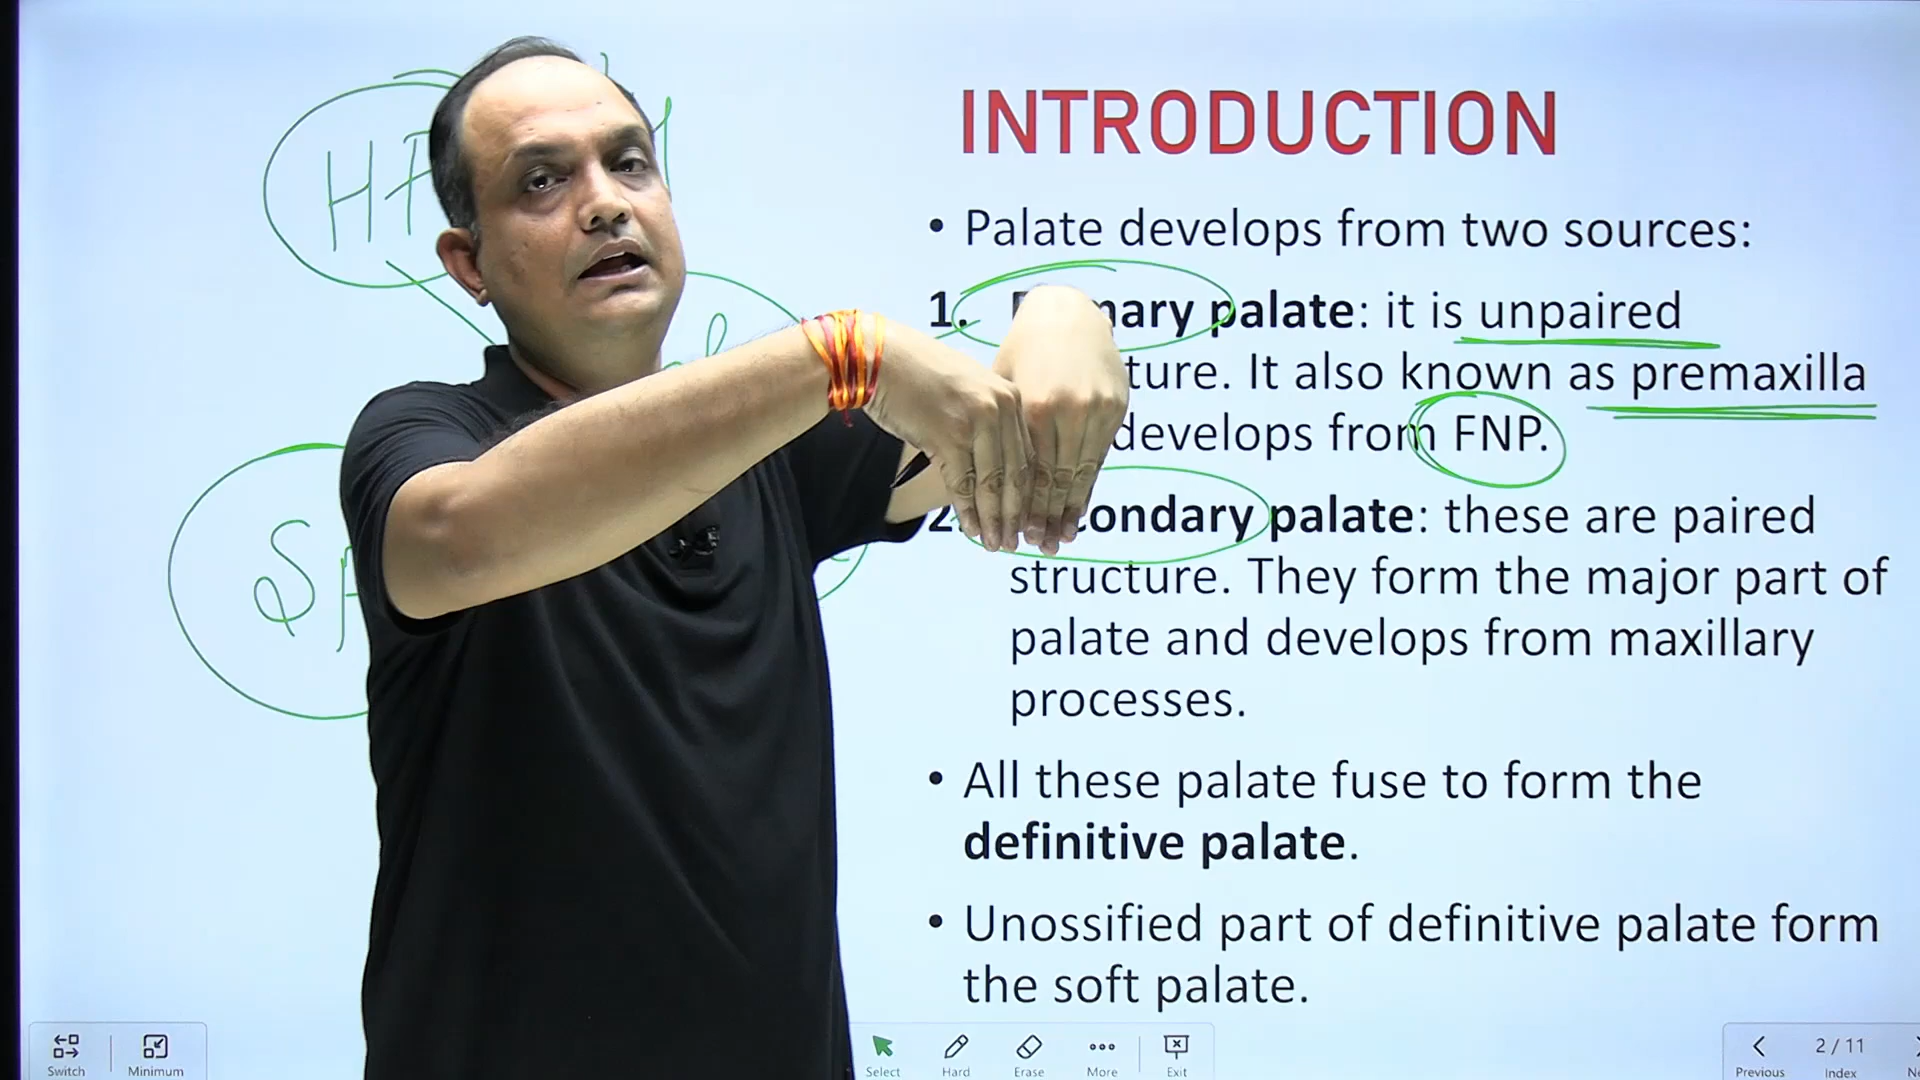 INTRODUCTION
• Palate develops from two sources:
1. palate: it is unpaired
It also known as premaxilla
develops from FNP.
palate: these are paired
structure. They form the major part of
palate and develops from maxillary
processes.
• All these palate fuse to form the
definitive palate.
• Unossified part of definitive palate form
the soft palate.
Switch
Minimum
Select
Hard
Erase
More
Exit
Previous
2 / 11
Index